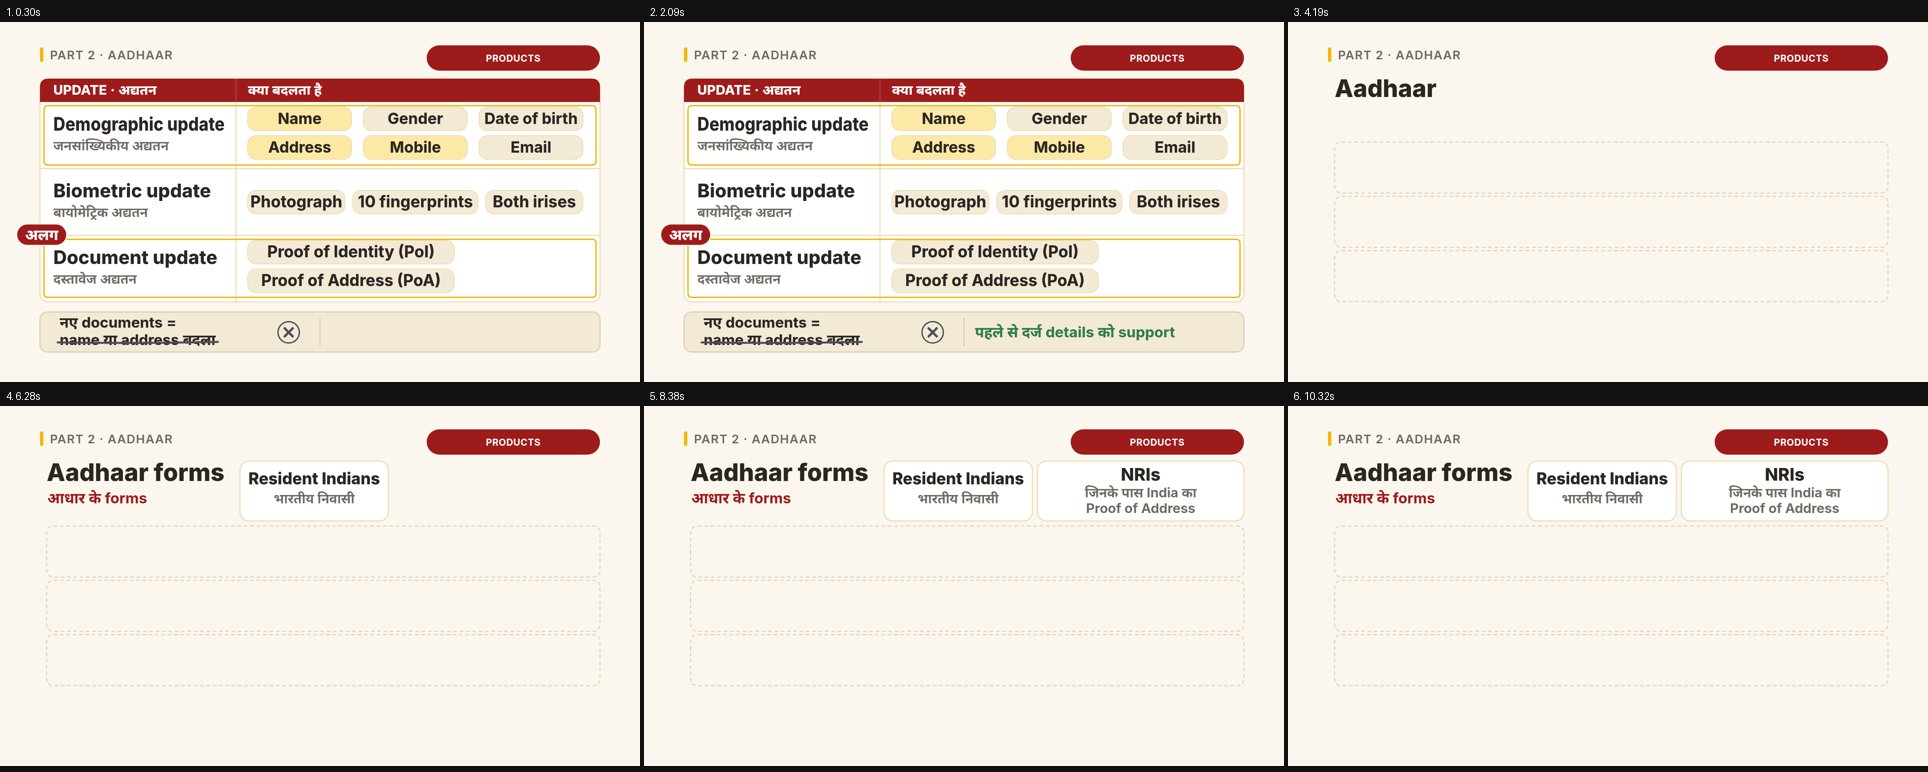 1. 0.30s
PART 2 · AADHAAR
PRODUCTS
UPDATE · अद्यतन
क्या बदलता है
Demographic update
जनसांख्यिकीय अद्यतन
Name
Gender
Date of birth
Address
Mobile
Email
Biometric update
बायोमेट्रिक अद्यतन
Photograph
10 fingerprints
Both irises
अलग
Document update
दस्तावेज अद्यतन
Proof of Identity (PoI)
Proof of Address (PoA)
नए documents =
name या address बदला
2. 2.09s
PART 2 · AADHAAR
PRODUCTS
UPDATE · अद्यतन
क्या बदलता है
Demographic update
जनसांख्यिकीय अद्यतन
Name
Gender
Date of birth
Address
Mobile
Email
Biometric update
बायोमेट्रिक अद्यतन
Photograph
10 fingerprints
Both irises
अलग
Document update
दस्तावेज अद्यतन
Proof of Identity (PoI)
Proof of Address (PoA)
नए documents =
name या address बदला
पहले से दर्ज details को support
3. 4.19s
PART 2 · AADHAAR
PRODUCTS
Aadhaar
4. 6.28s
PART 2 · AADHAAR
PRODUCTS
Aadhaar forms
आधार के forms
Resident Indians
भारतीय निवासी
5. 8.38s
PART 2 · AADHAAR
PRODUCTS
Aadhaar forms
आधार के forms
Resident Indians
भारतीय निवासी
NRIs
जिनके पास India का
Proof of Address
6. 10.32s
PART 2 · AADHAAR
PRODUCTS
Aadhaar forms
आधार के forms
Resident Indians
भारतीय निवासी
NRIs
जिनके पास India का
Proof of Address